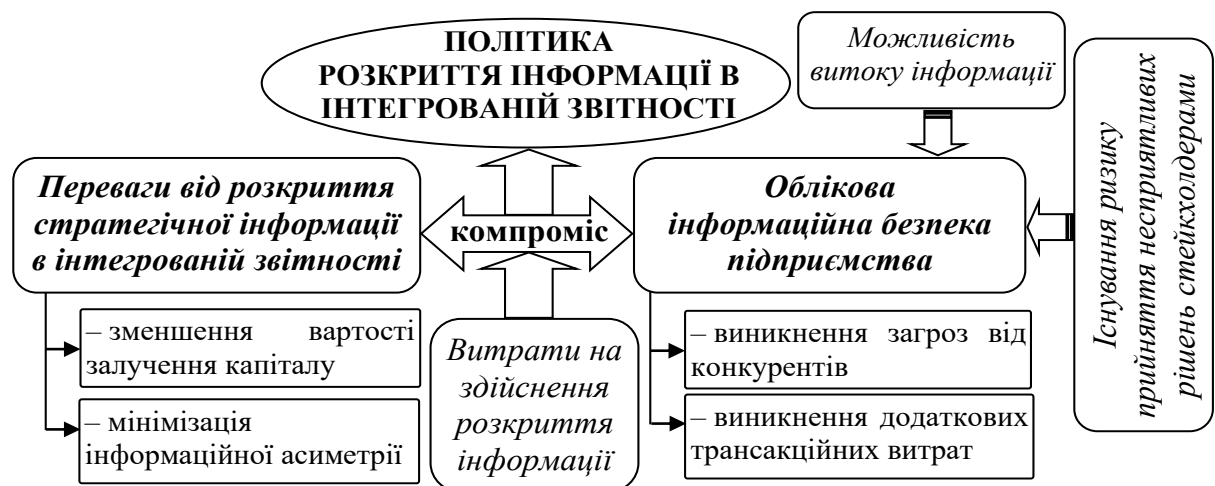 ПОЛІТИКА
РОЗКРИТТЯ ІНФОРМАЦІЇ В
ІНТЕГРОВАНІЙ ЗВІТНОСТІ
Можливість
витоку інформації
Існування ризику
прийняття несприятливих
рішень стейкхолдерами
Переваги від розкриття
стратегічної інформації
в інтегрованій звітності
компроміс
Облікова
інформаційна безпека
підприємства
– зменшення вартості
залучення капіталу
– мінімізація
інформаційної асиметрії
Витрати на
здійснення
розкриття
інформації
– виникнення загроз від
конкурентів
– виникнення додаткових
трансакційних витрат